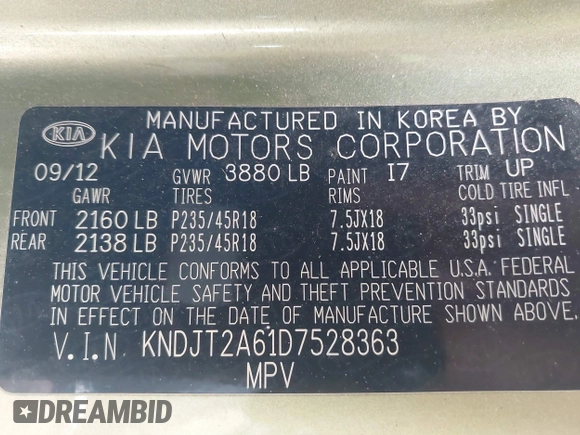 MANUFACTURED IN KOREA BY
KIA KIA MOTORS CORPORATION
09/12 GVWR 3880 LB PAINT I7 TRIM UP
GAWR TIRES RIMS COLD TIRE INFL
FRONT 2160 LB P235/45R18 7.5JX18 33psi SINGLE
REAR 2138 LB P235/45R18 7.5JX18 33psi SINGLE
THIS VEHICLE CONFORMS TO ALL APPLICABLE U.S.A. FEDERAL
MOTOR VEHICLE SAFETY AND THEFT PREVENTION STANDARDS
IN EFFECT ON THE DATE OF MANUFACTURE SHOWN ABOVE.
V.I.N KNDJT2A61D7528363
MPV
DREAMBID